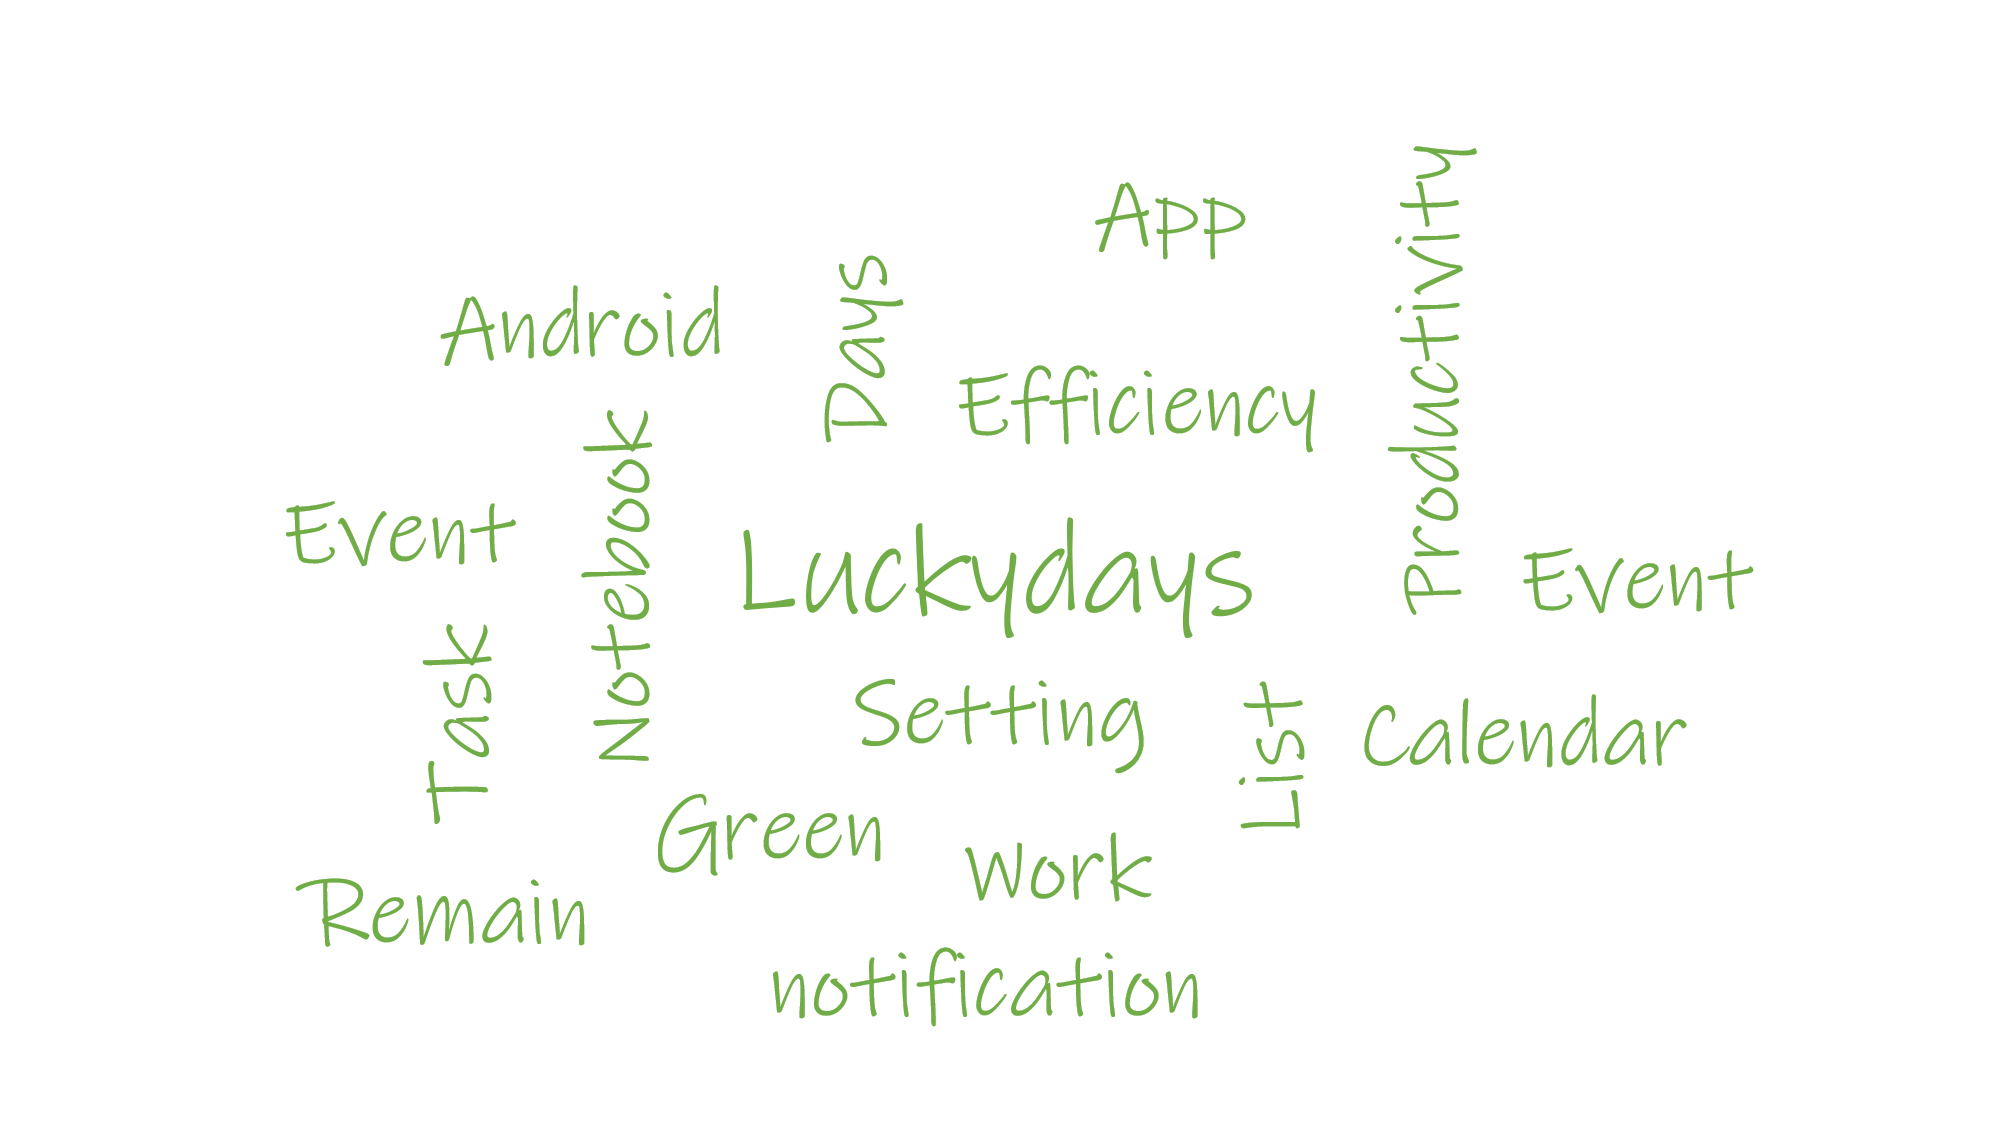 App
Productivity
Days
Android
Efficiency
Notebook
Event
Luckydays
Event
Task
Setting
List
Calendar
Green
Work
Remain
notification